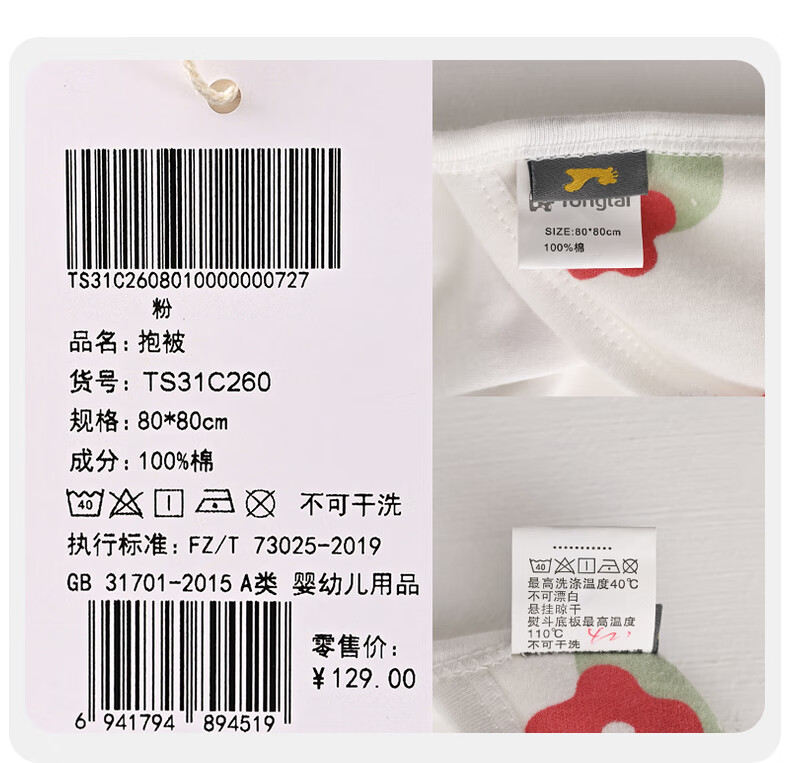 TS31C2608010000000727
粉
品名：抱被
货号：TS31C260
规格：80*80cm
成分：100%棉
40 不可干洗
执行标准：FZ/T 73025-2019
GB 31701-2015 A类 婴幼儿用品
零售价：
￥129.00
6 941794 894519
Tongtai
SIZE:80*80cm
100%棉
40
最高洗涤温度40℃
不可漂白
悬挂晾干
熨斗底板最高温度
110℃
不可干洗